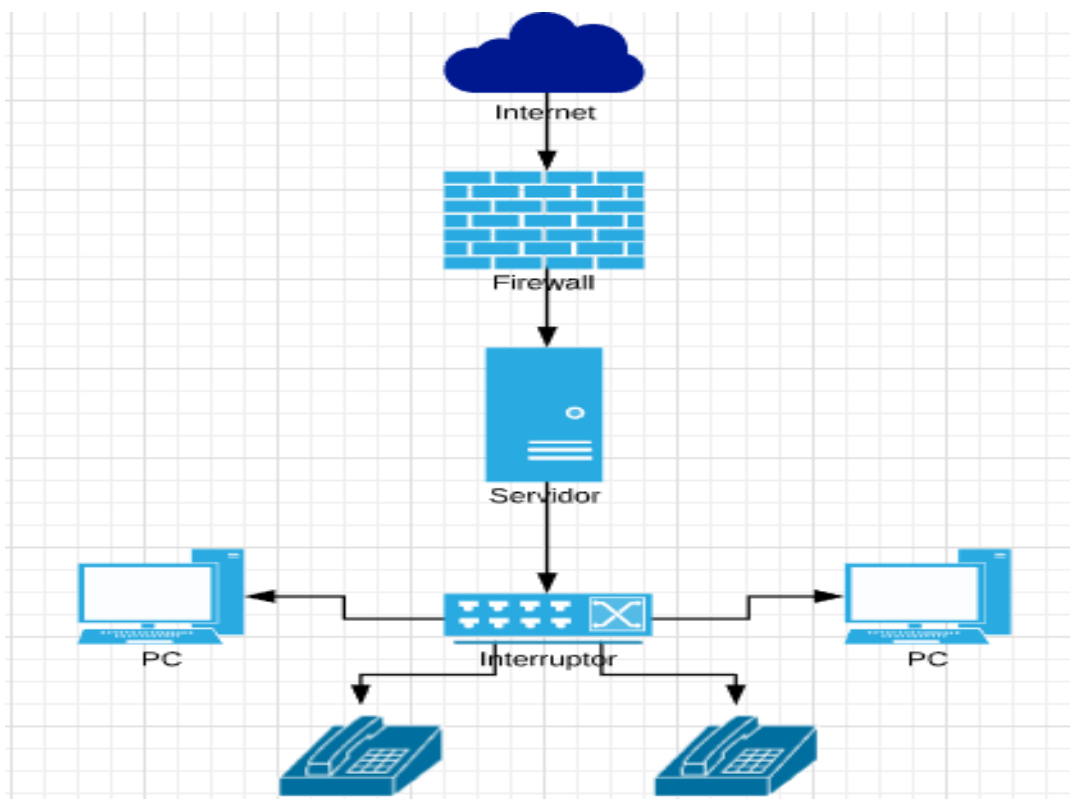 Internet
Firewall
Servidor
PC
Interruptor
PC